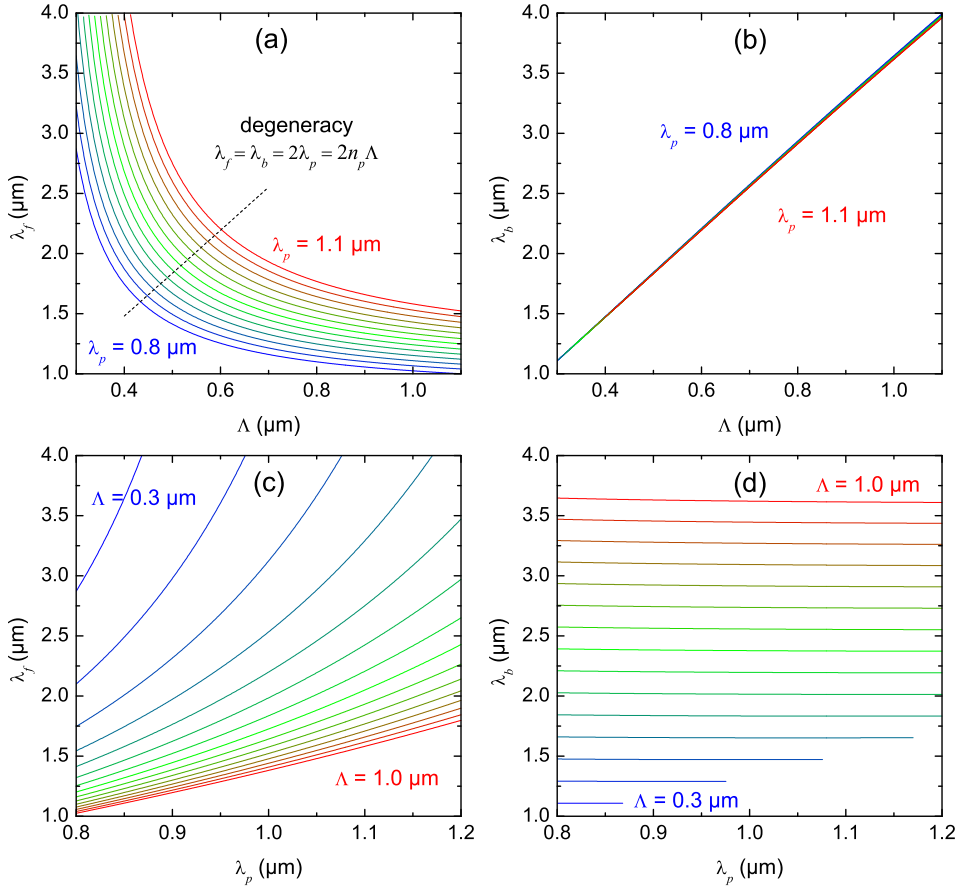 (a)
degeneracy
λf = λb = 2λp = 2npΛ
λp = 1.1 µm
λp = 0.8 µm
4.0
3.5
3.0
2.5
2.0
1.5
1.0
0.4 0.6 0.8 1.0
λf (µm)
Λ (µm)
(b)
λp = 0.8 µm
λp = 1.1 µm
4.0
3.5
3.0
2.5
2.0
1.5
1.0
0.4 0.6 0.8 1.0
λb (µm)
Λ (µm)
(c)
Λ = 0.3 µm
Λ = 1.0 µm
4.0
3.5
3.0
2.5
2.0
1.5
1.0
0.8 0.9 1.0 1.1 1.2
λf (µm)
λp (µm)
(d)
Λ = 1.0 µm
Λ = 0.3 µm
4.0
3.5
3.0
2.5
2.0
1.5
1.0
0.8 0.9 1.0 1.1 1.2
λb (µm)
λp (µm)